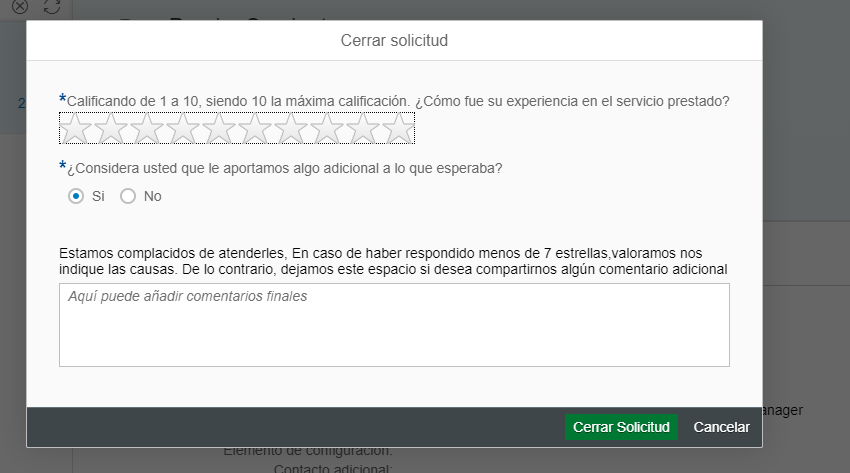 Cerrar solicitud
2
*Calificando de 1 a 10, siendo 10 la máxima calificación. ¿Cómo fue su experiencia en el servicio prestado?
*¿Considera usted que le aportamos algo adicional a lo que esperaba?
Si No
Estamos complacidos de atenderles, En caso de haber respondido menos de 7 estrellas,valoramos nos
indique las causas. De lo contrario, dejamos este espacio si desea compartirnos algún comentario adicional
Aquí puede añadir comentarios finales
anager
Cerrar Solicitud Cancelar
Elemento de configuración:
Contacto adicional: